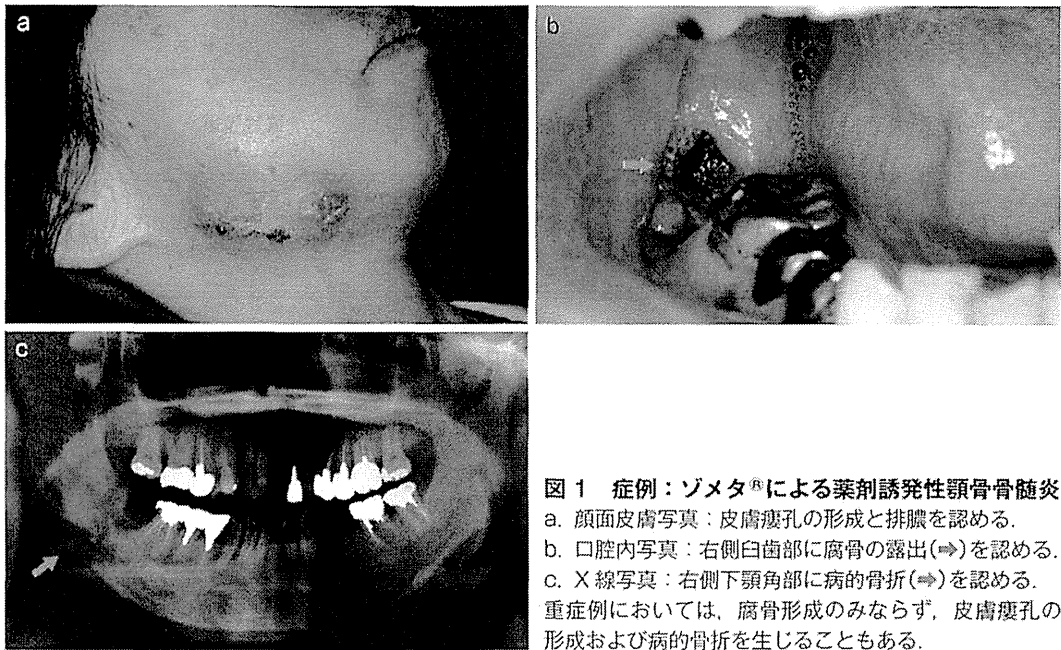 a
b
c
図1 症例:ゾメタ®による薬剤誘発性顎骨骨髄炎
a. 顔面皮膚写真:皮膚瘻孔の形成と排膿を認める.
b. 口腔内写真:右側臼歯部に腐骨の露出(⇒)を認める.
c. X線写真:右側下顎角部に病的骨折(⇒)を認める.
重症例においては,腐骨形成のみならず,皮膚瘻孔の
形成および病的骨折を生じることもある.